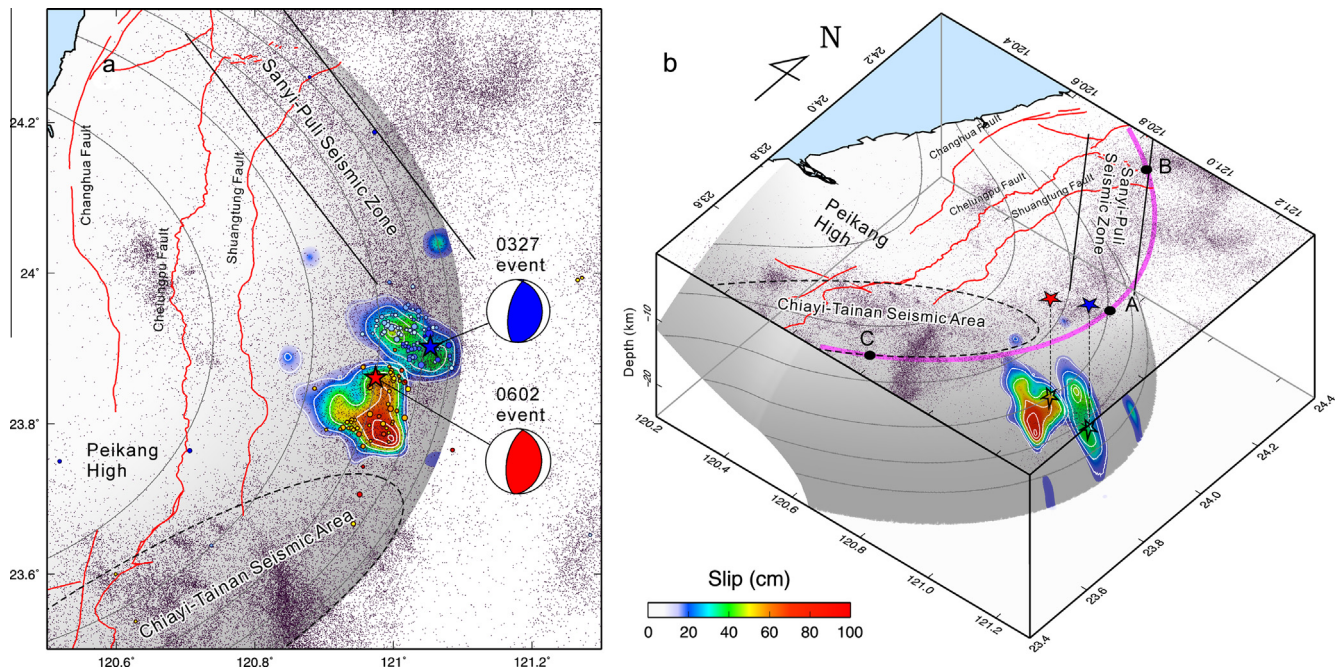 a
24.2°
24°
23.8°
23.6°
120.6°
120.8°
121°
121.2°
Changhua Fault
Chelungpu Fault
Shuangtung Fault
Sanyi-Puli Seismic Zone
0327
event
0602
event
Peikang
High
Chiayi-Tainan Seismic Area
b
N
24.2
24.0
23.8
23.6
120.4
120.6
120.8
121.0
121.2
Changhua Fault
Chelungpu Fault
Shuangtung Fault
Sanyi-Puli
Seismic Zone
B
Peikang
High
Chiayi-Tainan Seismic Area
A
C
Depth (km)
-10
-20
120.2
120.4
120.6
120.8
121.0
121.2
24.4
24.2
24.0
23.8
23.6
23.4
Slip (cm)
0 20 40 60 80 100